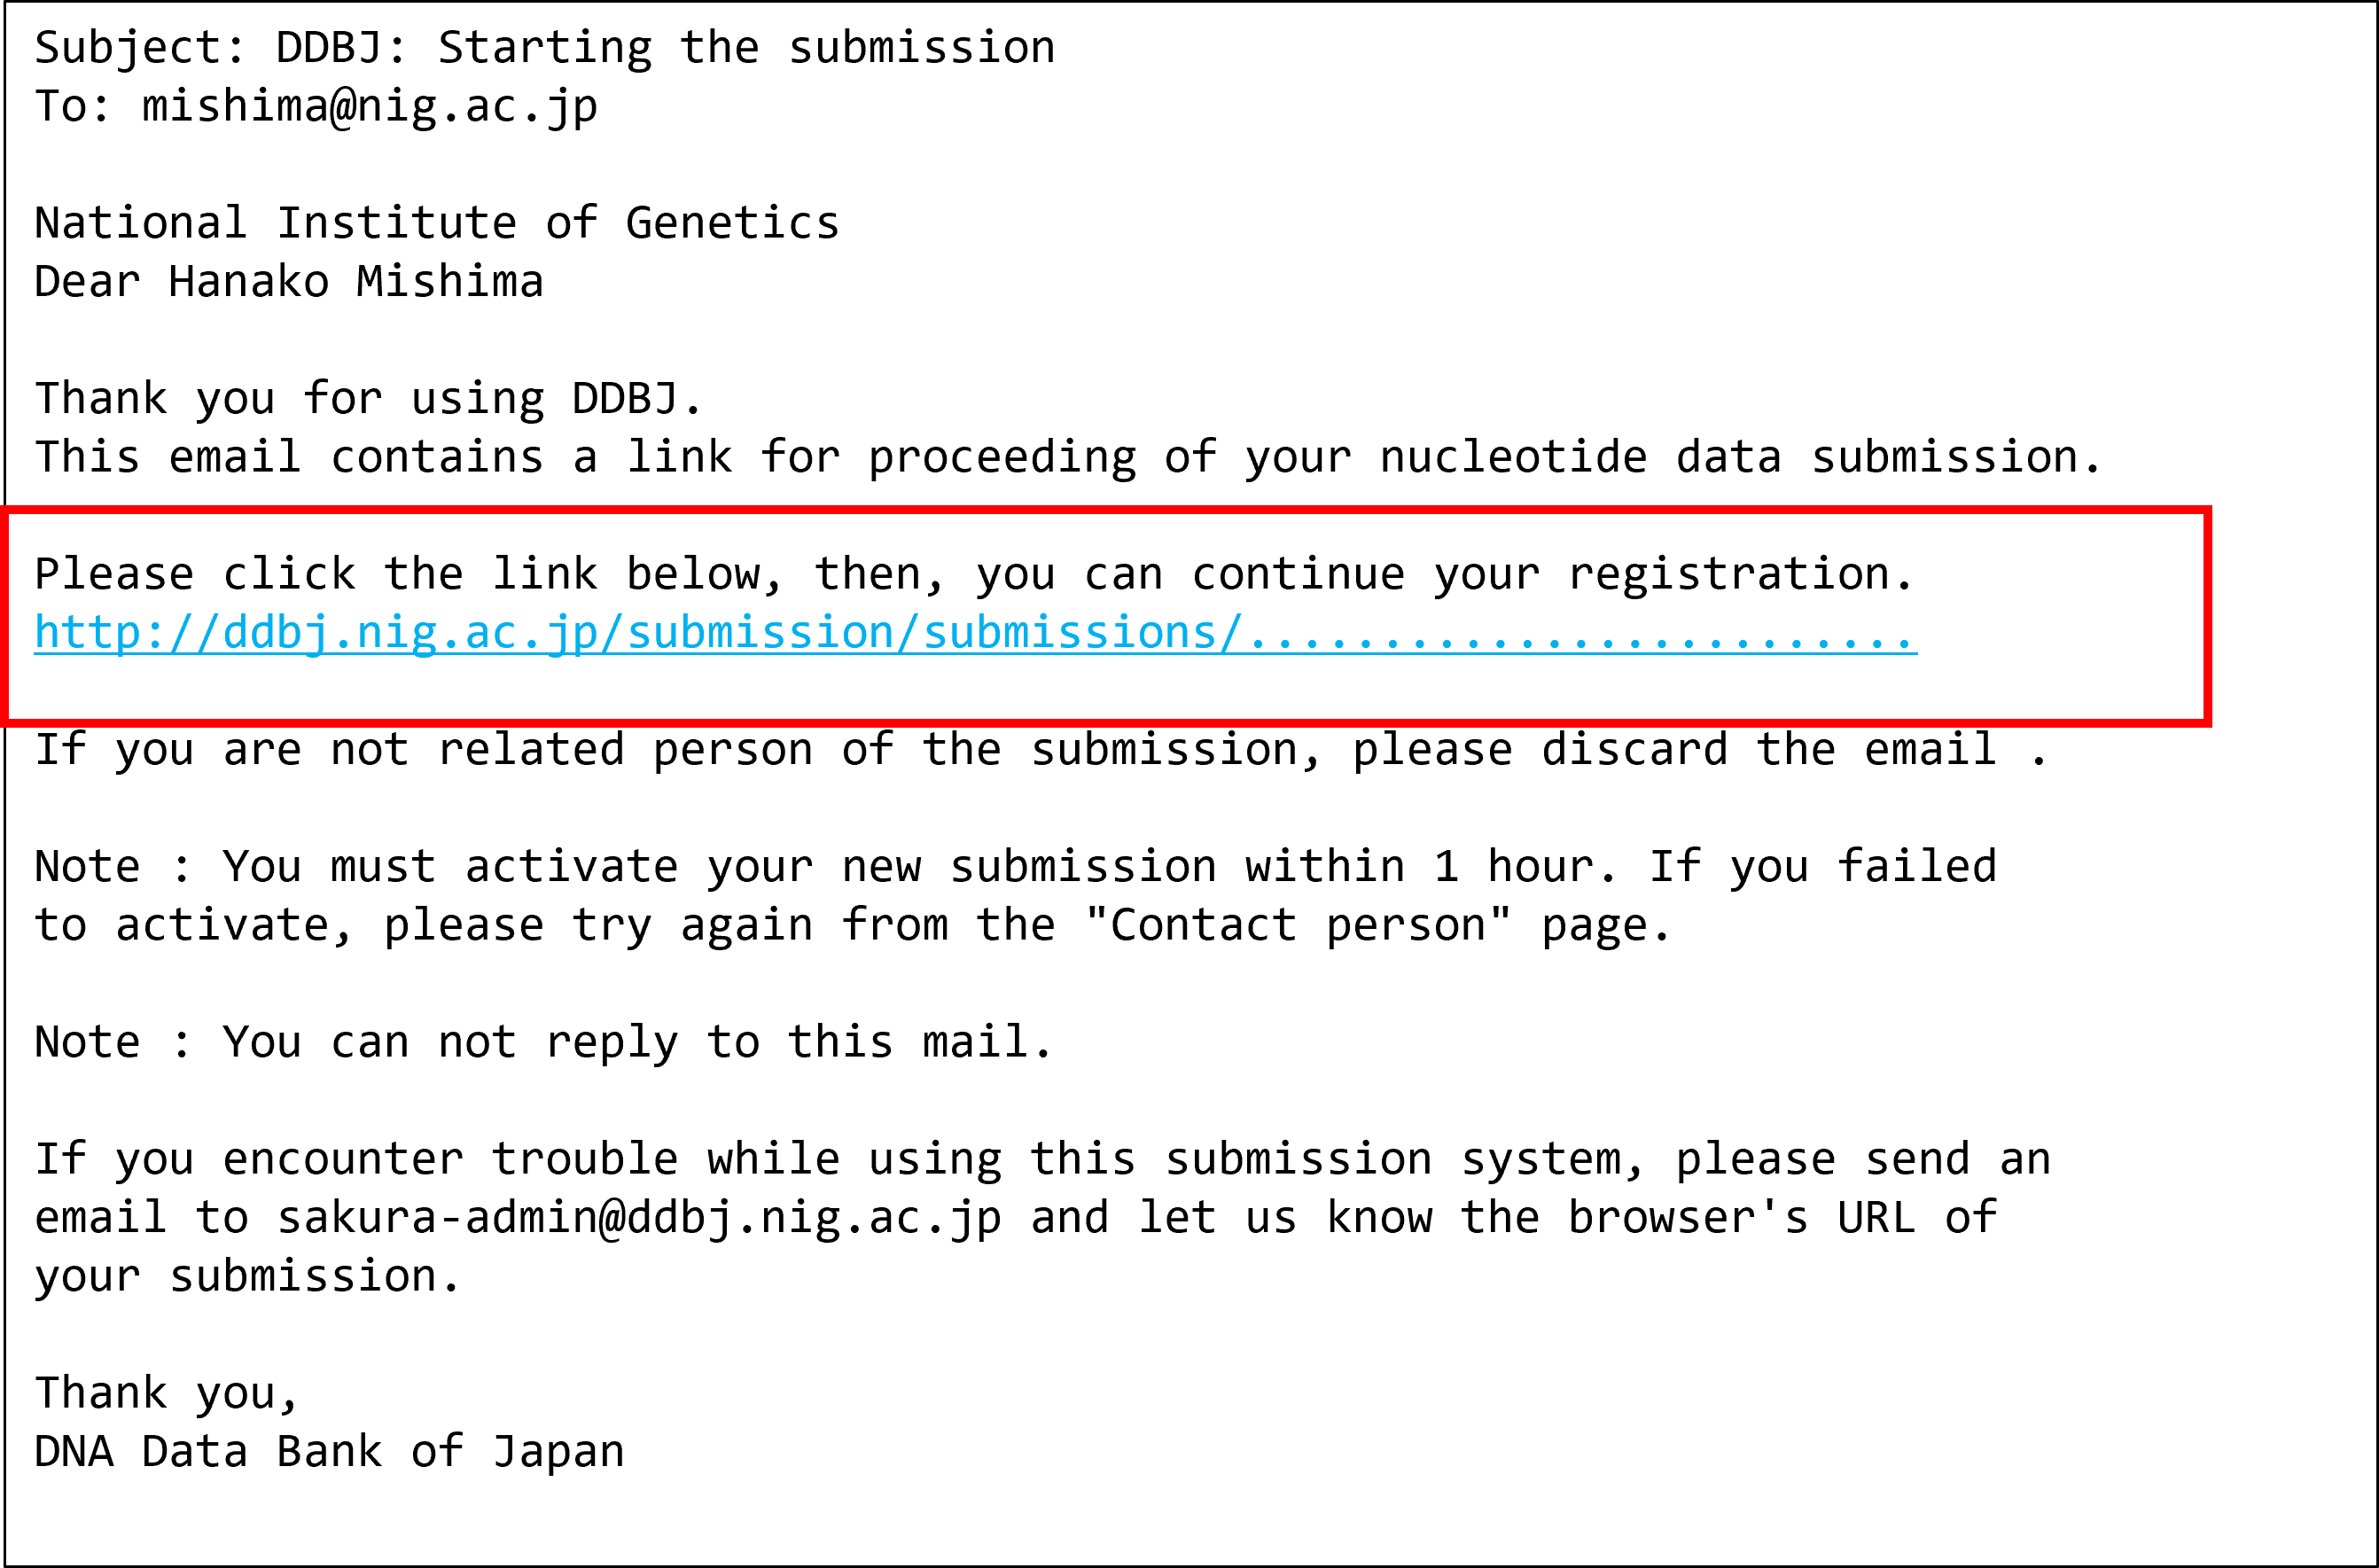 Subject: DDBJ: Starting the submission
To: mishima@nig.ac.jp
National Institute of Genetics
Dear Hanako Mishima
Thank you for using DDBJ.
This email contains a link for proceeding of your nucleotide data submission.
Please click the link below, then, you can continue your registration.
http://ddbj.nig.ac.jp/submission/submissions/.........................
If you are not related person of the submission, please discard the email .
Note : You must activate your new submission within 1 hour. If you failed
to activate, please try again from the "Contact person" page.
Note : You can not reply to this mail.
If you encounter trouble while using this submission system, please send an
email to sakura-admin@ddbj.nig.ac.jp and let us know the browser's URL of
your submission.
Thank you,
DNA Data Bank of Japan